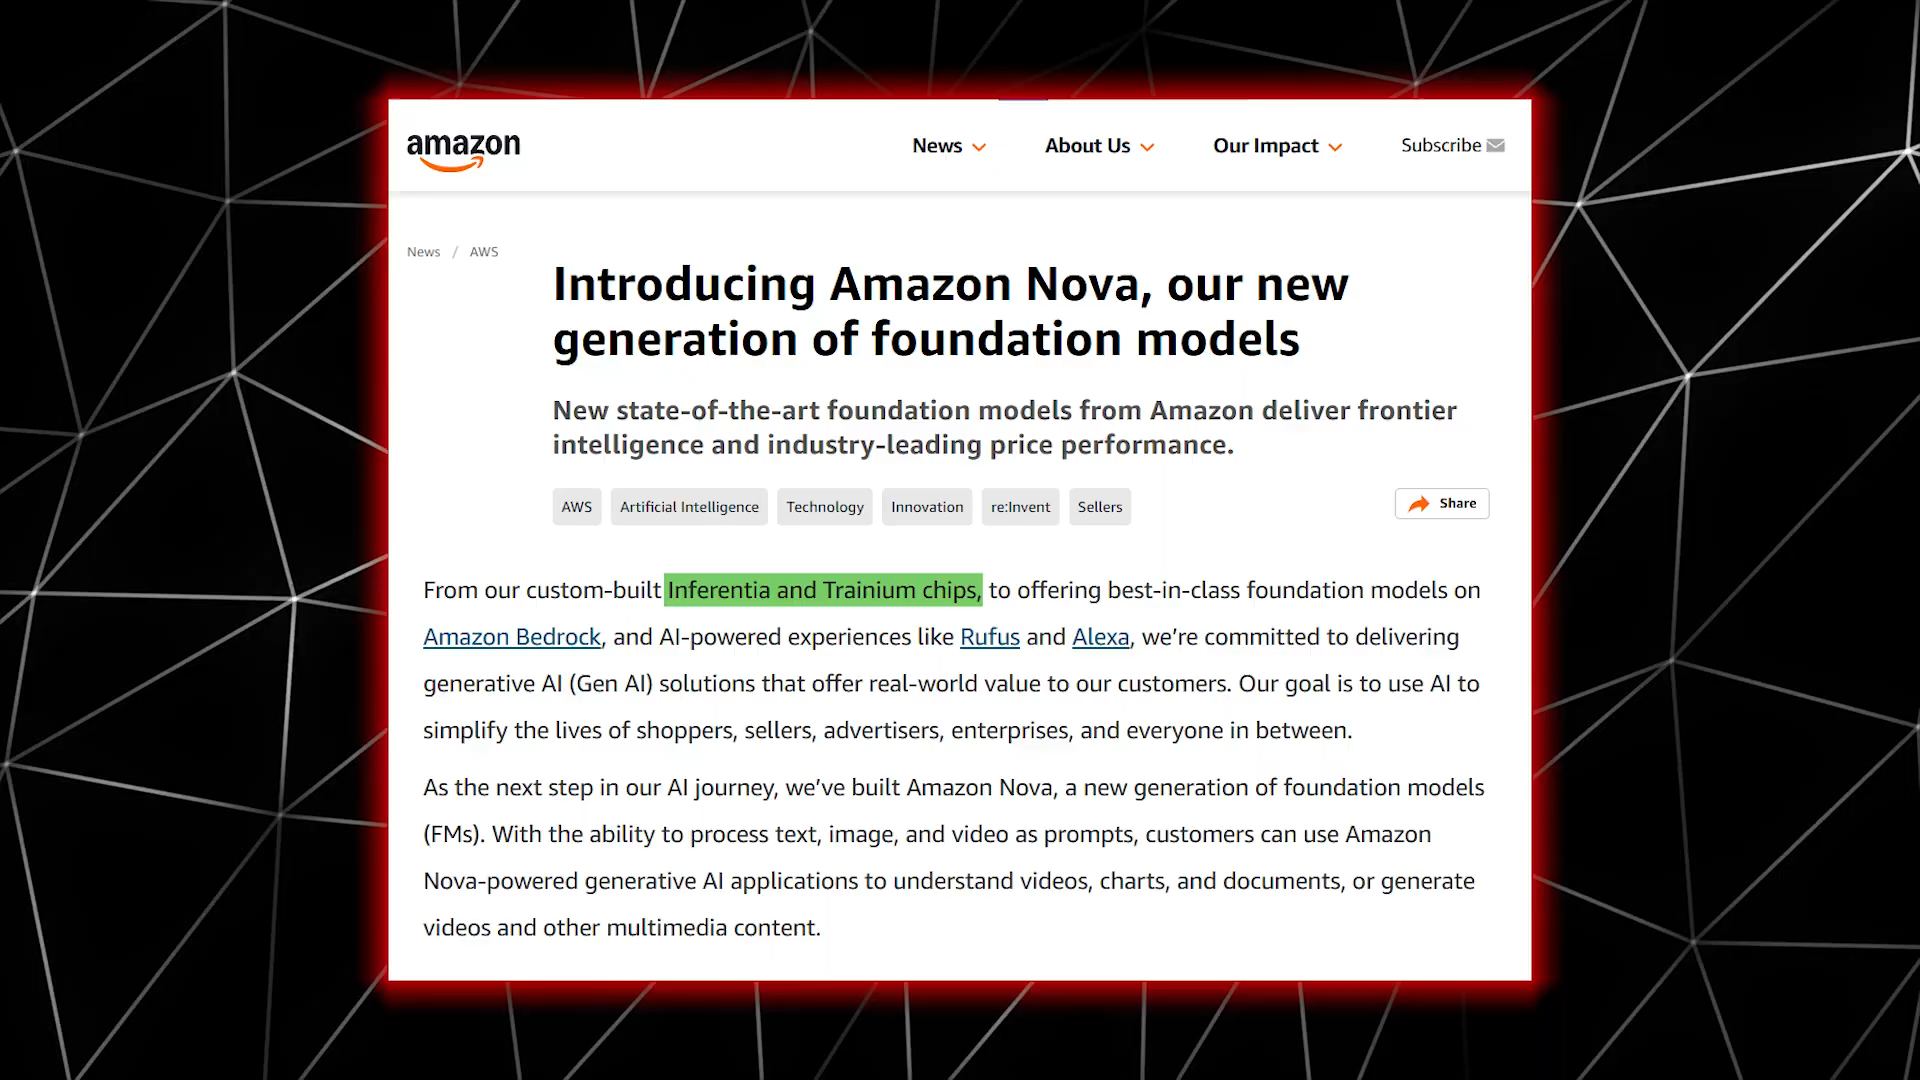 amazon
News
About Us
Our Impact
Subscribe
News / AWS
Introducing Amazon Nova, our new
generation of foundation models
New state-of-the-art foundation models from Amazon deliver frontier
intelligence and industry-leading price performance.
AWS
Artificial Intelligence
Technology
Innovation
re:Invent
Sellers
Share
From our custom-built Inferentia and Trainium chips, to offering best-in-class foundation models on
Amazon Bedrock, and AI-powered experiences like Rufus and Alexa, we’re committed to delivering
generative AI (Gen AI) solutions that offer real-world value to our customers. Our goal is to use AI to
simplify the lives of shoppers, sellers, advertisers, enterprises, and everyone in between.
As the next step in our AI journey, we’ve built Amazon Nova, a new generation of foundation models
(FMs). With the ability to process text, image, and video as prompts, customers can use Amazon
Nova-powered generative AI applications to understand videos, charts, and documents, or generate
videos and other multimedia content.